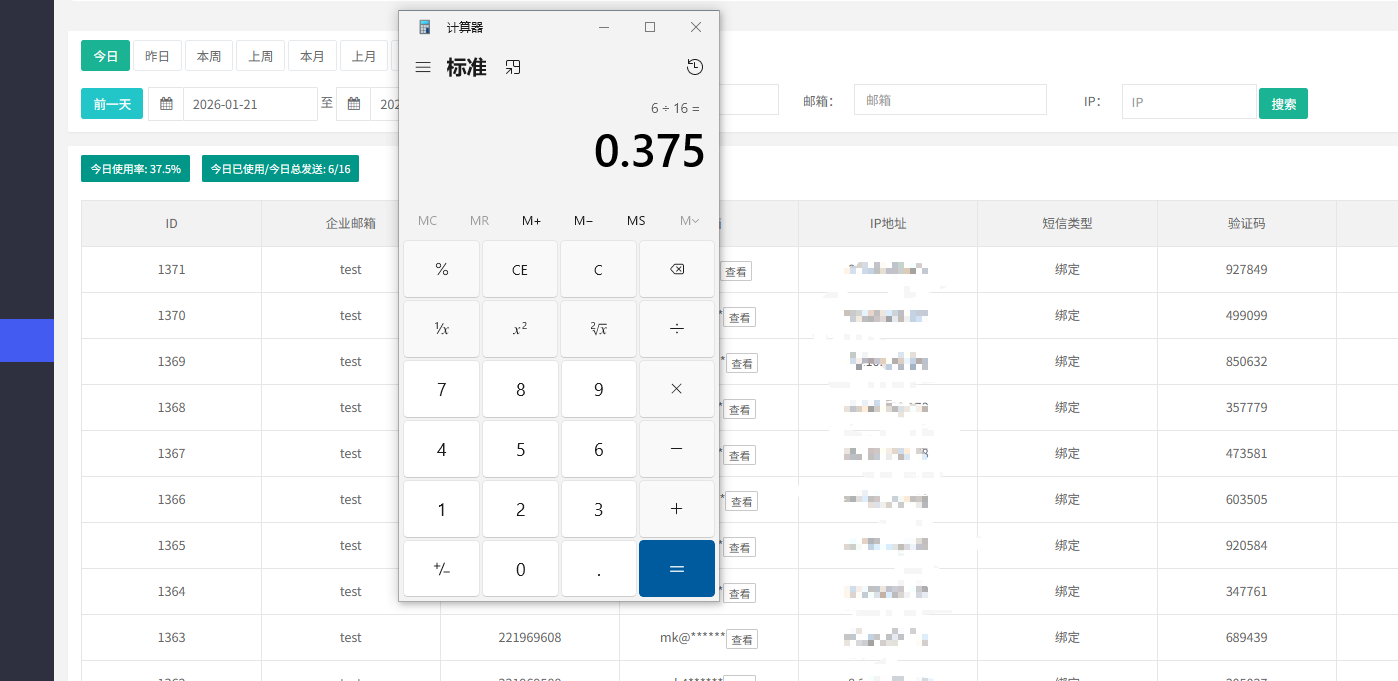 今日 昨日 本周 上周 本月 上月
前一天 2026-01-21 至 202 邮箱: 邮箱 IP: IP 搜索
今日使用率: 37.5% 今日已使用/今日总发送: 6/16
计算器
标准
6 ÷ 16 =
0.375
MC MR M+ M− MS M
% CE C
¹/x x² ²√x ÷
7 8 9 ×
4 5 6 −
1 2 3 +
+/− 0 . =
ID 企业邮箱 IP地址 短信类型 验证码
1371 test 查看 绑定 927849
1370 test * 查看 绑定 499099
1369 test * 查看 绑定 850632
1368 test * 查看 绑定 357779
1367 test * 查看 绑定 473581
1366 test * 查看 绑定 603505
1365 test * 查看 绑定 920584
1364 test * 查看 绑定 347761
1363 test 221969608 mk@****** 查看 绑定 689439